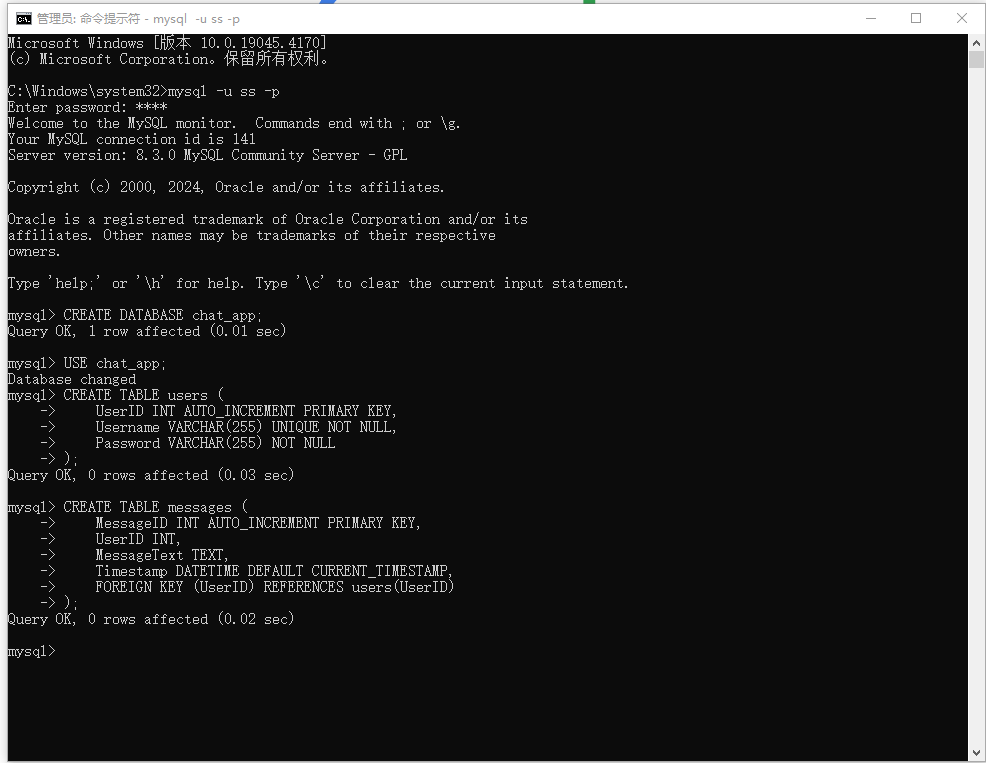 管理员: 命令提示符 - mysql  -u ss -p
Microsoft Windows [版本 10.0.19045.4170]
(c) Microsoft Corporation。保留所有权利。
C:\Windows\system32>mysql -u ss -p
Enter password: ****
Welcome to the MySQL monitor.  Commands end with ; or \g.
Your MySQL connection id is 141
Server version: 8.3.0 MySQL Community Server - GPL
Copyright (c) 2000, 2024, Oracle and/or its affiliates.
Oracle is a registered trademark of Oracle Corporation and/or its
affiliates. Other names may be trademarks of their respective
owners.
Type 'help;' or '\h' for help. Type '\c' to clear the current input statement.
mysql> CREATE DATABASE chat_app;
Query OK, 1 row affected (0.01 sec)
mysql> USE chat_app;
Database changed
mysql> CREATE TABLE users (
    ->     UserID INT AUTO_INCREMENT PRIMARY KEY,
    ->     Username VARCHAR(255) UNIQUE NOT NULL,
    ->     Password VARCHAR(255) NOT NULL
    -> );
Query OK, 0 rows affected (0.03 sec)
mysql> CREATE TABLE messages (
    ->     MessageID INT AUTO_INCREMENT PRIMARY KEY,
    ->     UserID INT,
    ->     MessageText TEXT,
    ->     Timestamp DATETIME DEFAULT CURRENT_TIMESTAMP,
    ->     FOREIGN KEY (UserID) REFERENCES users(UserID)
    -> );
Query OK, 0 rows affected (0.02 sec)
mysql>